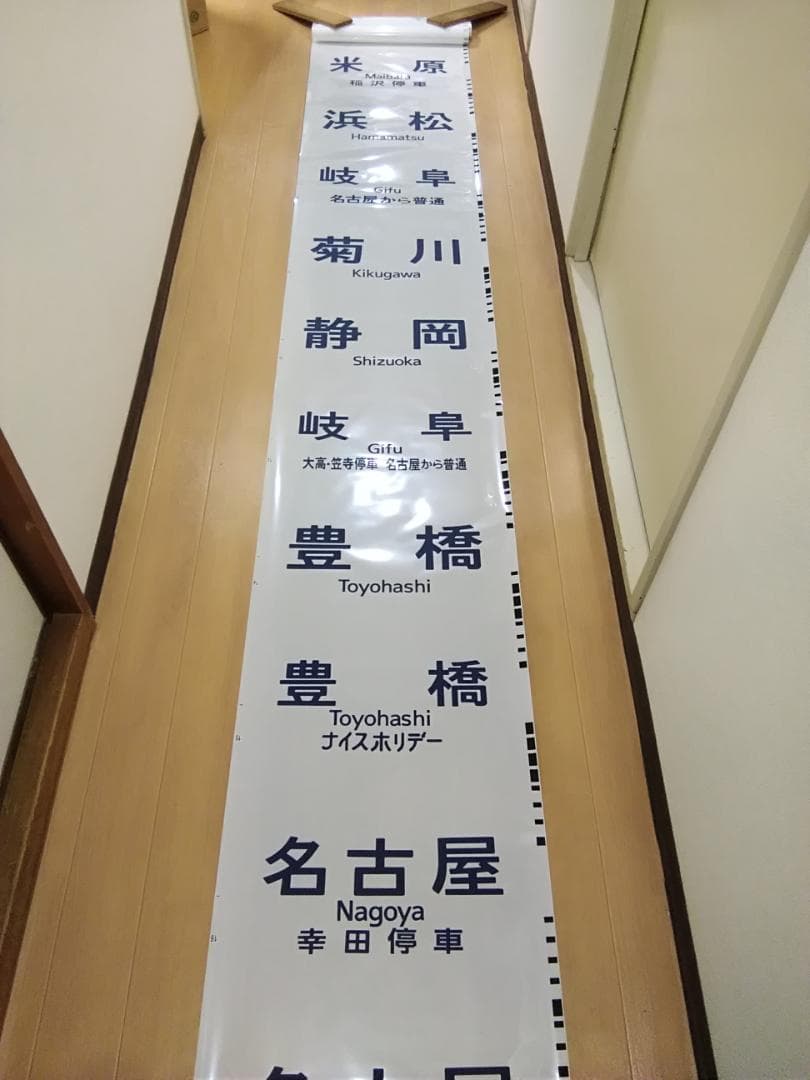 米原
Maibara
稲沢停車
浜松
Hamamatsu
岐阜
Gifu
名古屋から普通
菊川
Kikugawa
静岡
Shizuoka
岐阜
Gifu
大高・笠寺停車 名古屋から普通
豊橋
Toyohashi
豊橋
Toyohashi
ナイスホリデー
名古屋
Nagoya
幸田停車
名古屋